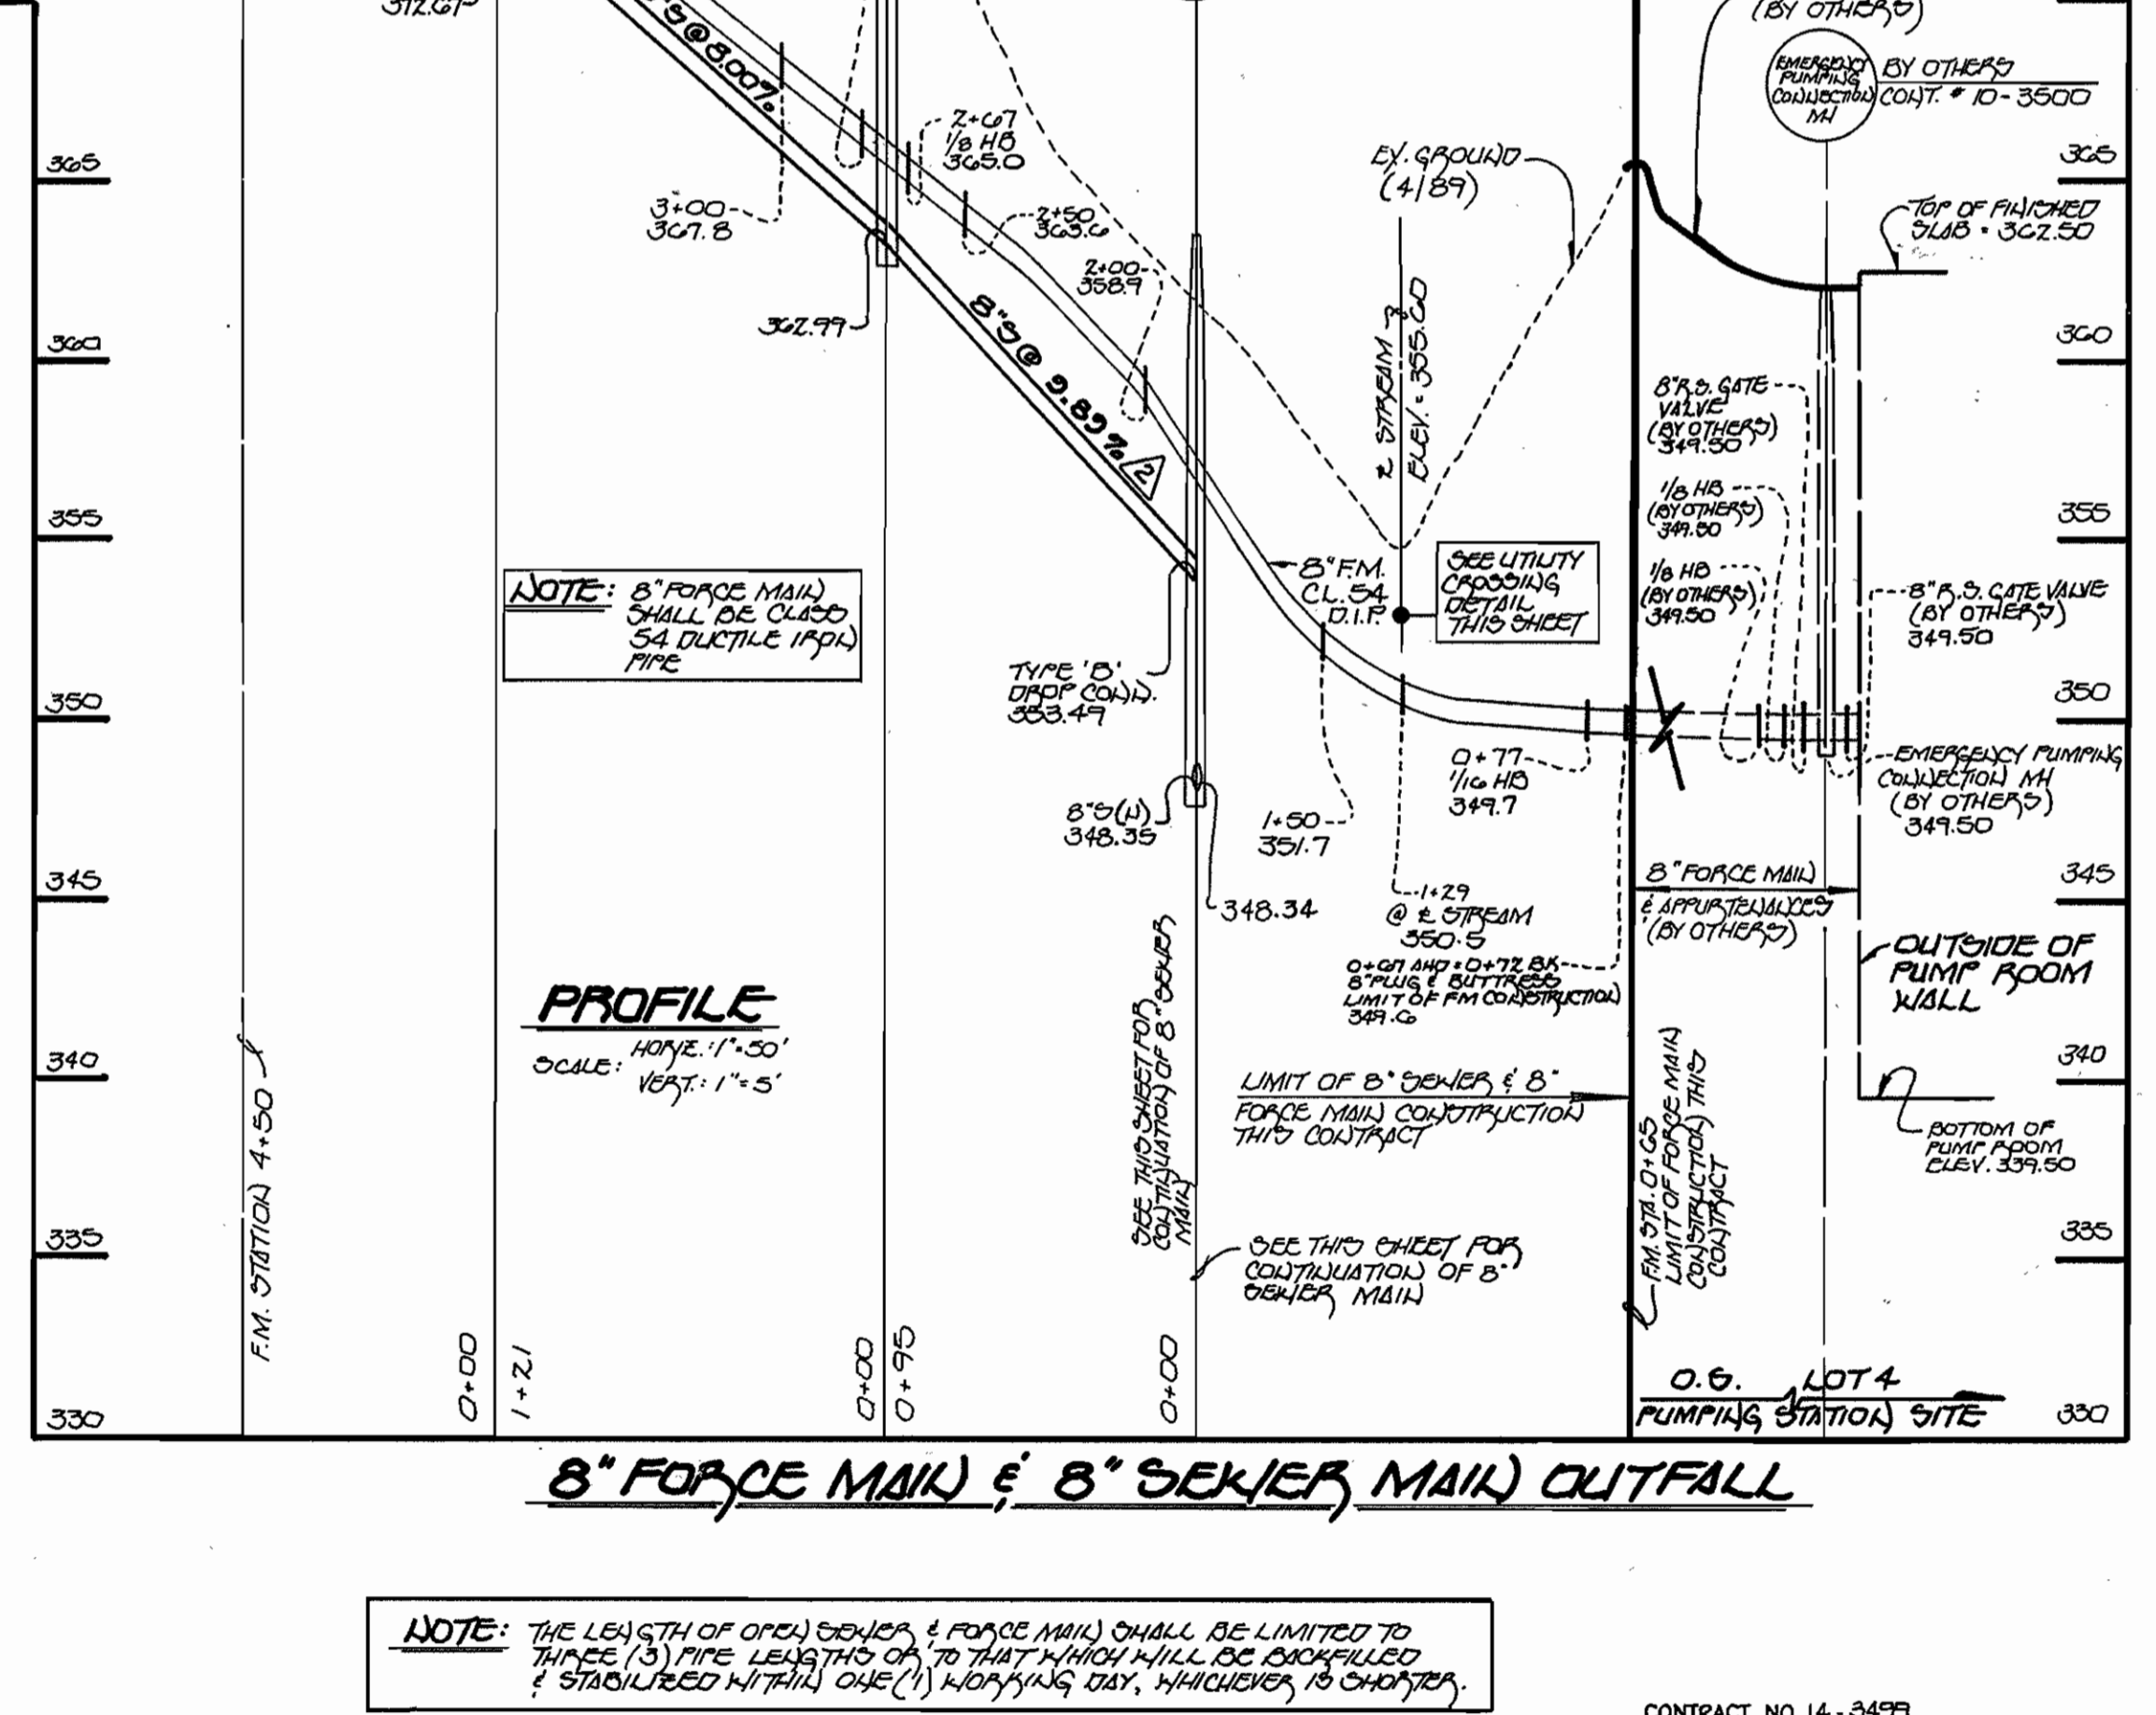 372.67
(BY OTHERS)
EMERGENCY
PUMPING
CONNECTION
MH
BY OTHERS
CONT. # 10-3500
'S @ 8.00%
2+67
1/8 HB
365.0
EX. GROUND
(4/89)
365
365
3+00
367.8
2+50
363.6
TOP OF FINISHED
SLAB = 362.50
2+00
358.9
362.99
8"S @ 9.89%
2
℄ STREAM
ELEV. = 355.60
360
360
8" R.S. GATE
VALVE
(BY OTHERS)
349.50
1/8 HB
(BY OTHERS)
349.50
355
355
1/8 HB
(BY OTHERS)
349.50
8" R.S. GATE VALVE
(BY OTHERS)
349.50
NOTE: 8" FORCE MAIN
SHALL BE CLASS
54 DUCTILE IRON
PIPE
8" F.M.
CL. 54
D.I.P.
SEE UTILITY
CROSSING
DETAIL
THIS SHEET
TYPE 'B'
DROP CONN.
353.49
350
350
0+77
1/16 HB
349.7
EMERGENCY PUMPING
CONNECTION MH
(BY OTHERS)
349.50
8"S(N)
348.35
1+50
351.7
345
345
348.34
1+29
@ ℄ STREAM
350.5
8" FORCE MAIN
& APPURTENANCES
(BY OTHERS)
0+67 AHD = 0+72 BK
8" PLUG & BUTTRESS
LIMIT OF FM CONSTRUCTION
349.6
OUTSIDE OF
PUMP ROOM
WALL
PROFILE
SCALE: HORIZ.: 1"=50'
VERT.: 1"=5'
340
340
SEE THIS SHEET FOR
CONTINUATION OF 8" SEWER
MAIN
LIMIT OF 8" SEWER & 8"
FORCE MAIN CONSTRUCTION
THIS CONTRACT
F.M. STA. 0+65
LIMIT OF FORCE MAIN
CONSTRUCTION THIS
CONTRACT
BOTTOM OF
PUMP ROOM
ELEV. 339.50
335
335
SEE THIS SHEET FOR
CONTINUATION OF 8"
SEWER MAIN
F.M. STATION 4+50
0+00
1+21
0+00
0+95
0+00
O.S. LOT 4
PUMPING STATION SITE
330
330
8" FORCE MAIN & 8" SEWER MAIN OUTFALL
NOTE: THE LENGTH OF OPEN SEWER & FORCE MAIN SHALL BE LIMITED TO
THREE (3) PIPE LENGTHS OR TO THAT WHICH WILL BE BACKFILLED
& STABILIZED WITHIN ONE (1) WORKING DAY, WHICHEVER IS SHORTER.
CONTRACT NO. 14-3499